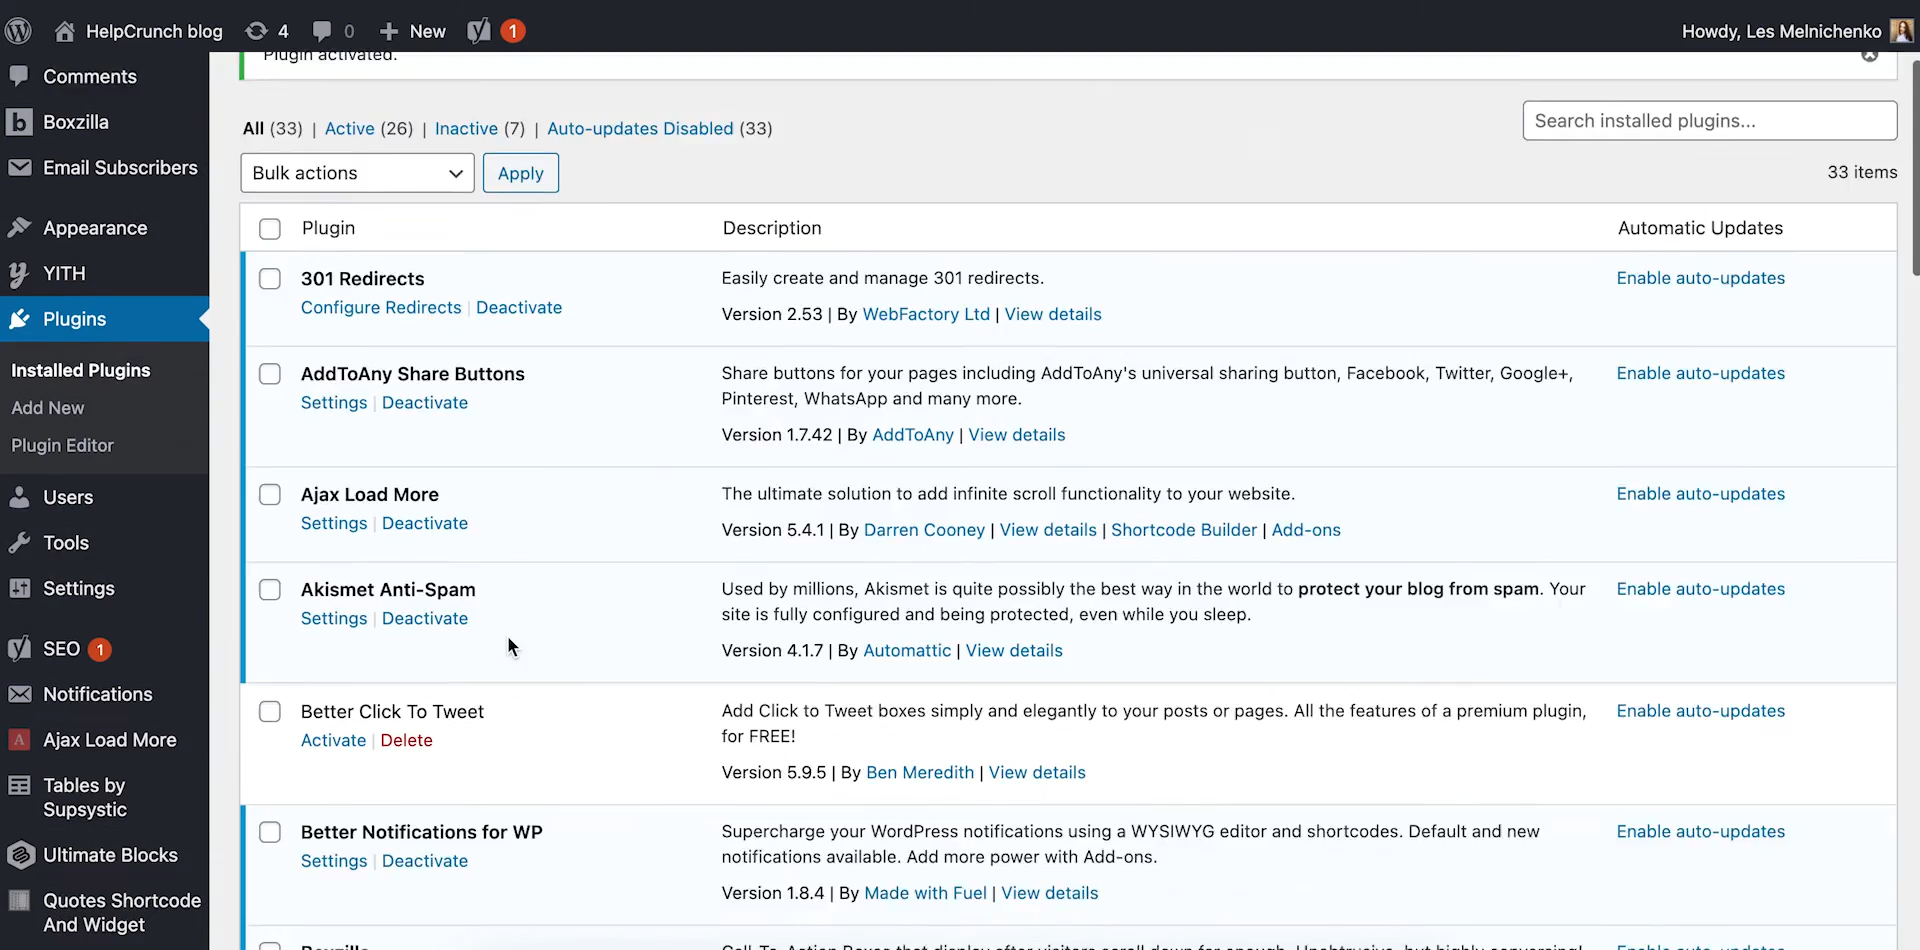 HelpCrunch blog 4 0 New 1 Howdy, Les Melnichenko
Plugin activated.
Comments
Boxzilla
Email Subscribers
Appearance
YITH
Plugins
Installed Plugins
Add New
Plugin Editor
Users
Tools
Settings
SEO 1
Notifications
Ajax Load More
Tables by
Supsystic
Ultimate Blocks
Quotes Shortcode
And Widget
All (33) | Active (26) | Inactive (7) | Auto-updates Disabled (33)
Search installed plugins...
Bulk actions Apply
33 items
Plugin Description Automatic Updates
301 Redirects
Configure Redirects | Deactivate
Easily create and manage 301 redirects.
Version 2.53 | By WebFactory Ltd | View details
Enable auto-updates
AddToAny Share Buttons
Settings | Deactivate
Share buttons for your pages including AddToAny's universal sharing button, Facebook, Twitter, Google+,
Pinterest, WhatsApp and many more.
Version 1.7.42 | By AddToAny | View details
Enable auto-updates
Ajax Load More
Settings | Deactivate
The ultimate solution to add infinite scroll functionality to your website.
Version 5.4.1 | By Darren Cooney | View details | Shortcode Builder | Add-ons
Enable auto-updates
Akismet Anti-Spam
Settings | Deactivate
Used by millions, Akismet is quite possibly the best way in the world to protect your blog from spam. Your
site is fully configured and being protected, even while you sleep.
Version 4.1.7 | By Automattic | View details
Enable auto-updates
Better Click To Tweet
Activate | Delete
Add Click to Tweet boxes simply and elegantly to your posts or pages. All the features of a premium plugin,
for FREE!
Version 5.9.5 | By Ben Meredith | View details
Enable auto-updates
Better Notifications for WP
Settings | Deactivate
Supercharge your WordPress notifications using a WYSIWYG editor and shortcodes. Default and new
notifications available. Add more power with Add-ons.
Version 1.8.4 | By Made with Fuel | View details
Enable auto-updates